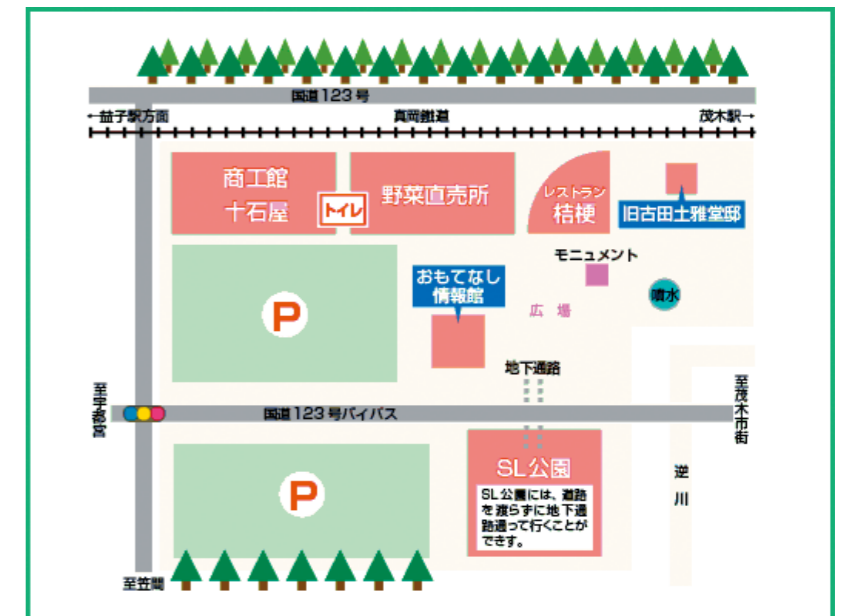 国道123号
←益子駅方面
真岡鐵道
茂木駅→
商工館
十石屋
トイレ
野菜直売所
レストラン
桔梗
旧古田土雅堂邸
モニュメント
おもてなし
情報館
噴水
P
広 場
地下通路
至宇都宮
国道123号バイパス
至茂木市街
P
SL公園
SL公園には、道路
を渡らずに地下通
路通って行くことが
できす。
逆川
至笠間